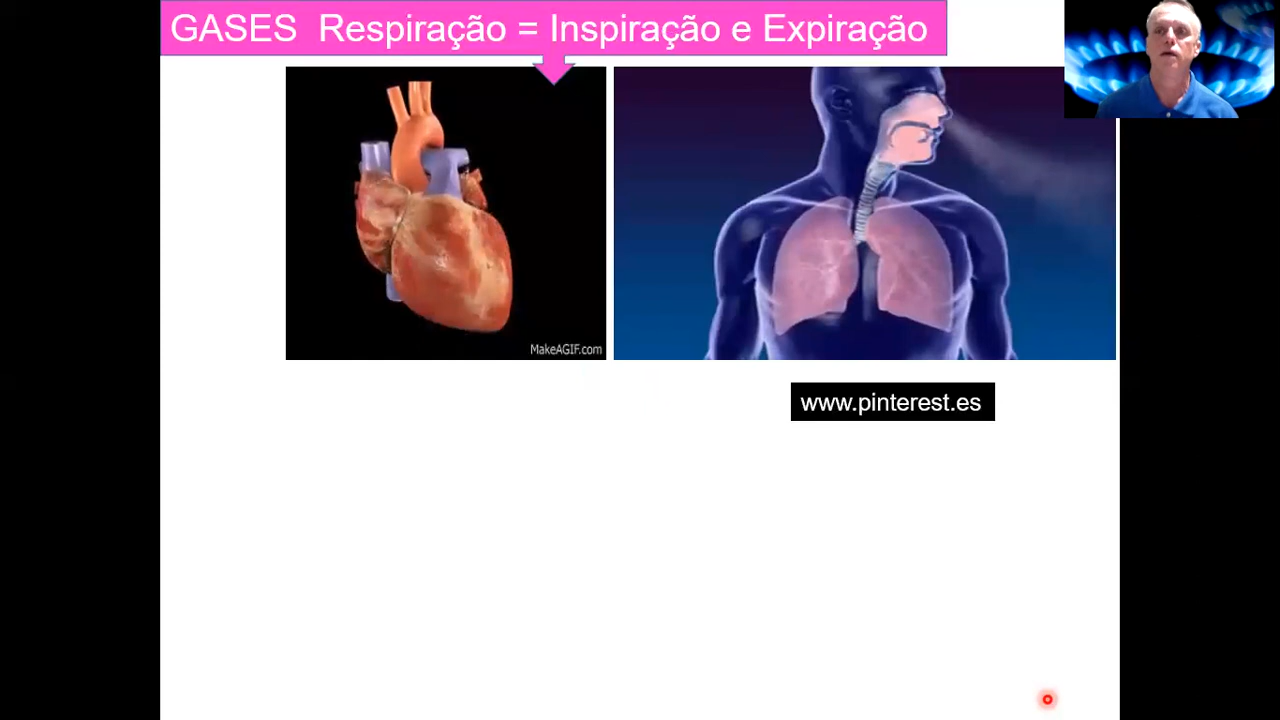 GASES Respiração = Inspiração e Expiração
MakeAGIF.com
www.pinterest.es